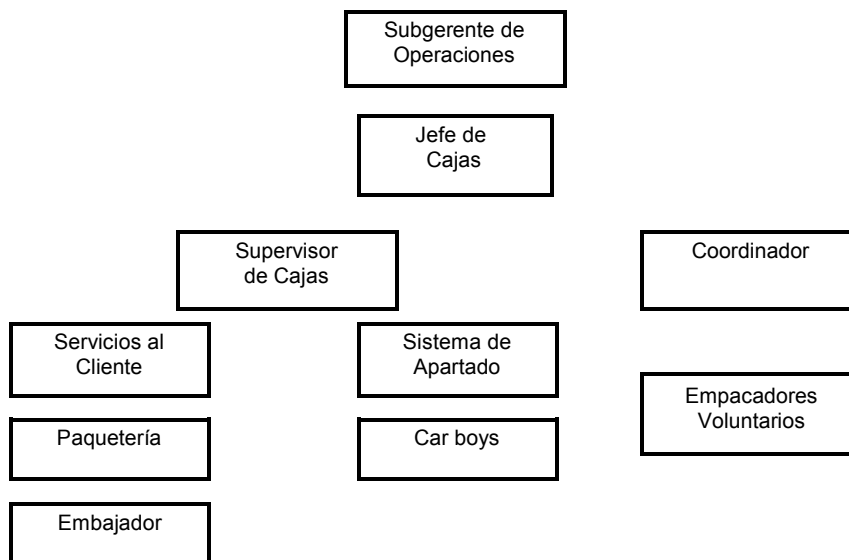 Subgerente de
Operaciones
Jefe de
Cajas
Supervisor
de Cajas
Coordinador
Servicios al
Cliente
Sistema de
Apartado
Empacadores
Voluntarios
Paquetería
Car boys
Embajador